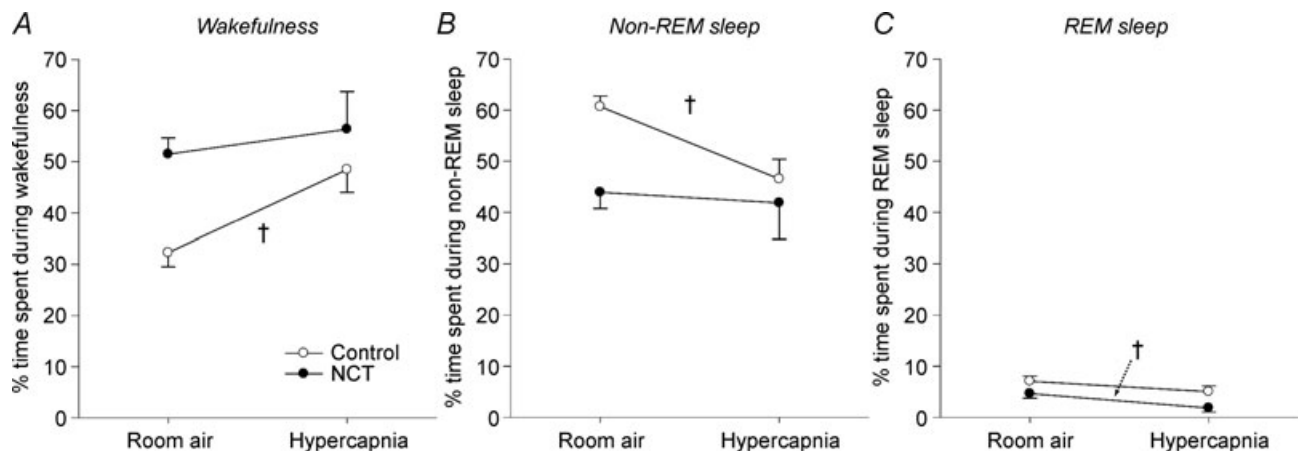 A
Wakefulness
% time spent during wakefulness
70
60
50
40
30
20
10
0
†
Control
NCT
Room air
Hypercapnia
B
Non-REM sleep
% time spent during non-REM sleep
70
60
50
40
30
20
10
0
†
Room air
Hypercapnia
C
REM sleep
% time spent during REM sleep
70
60
50
40
30
20
10
0
†
Room air
Hypercapnia